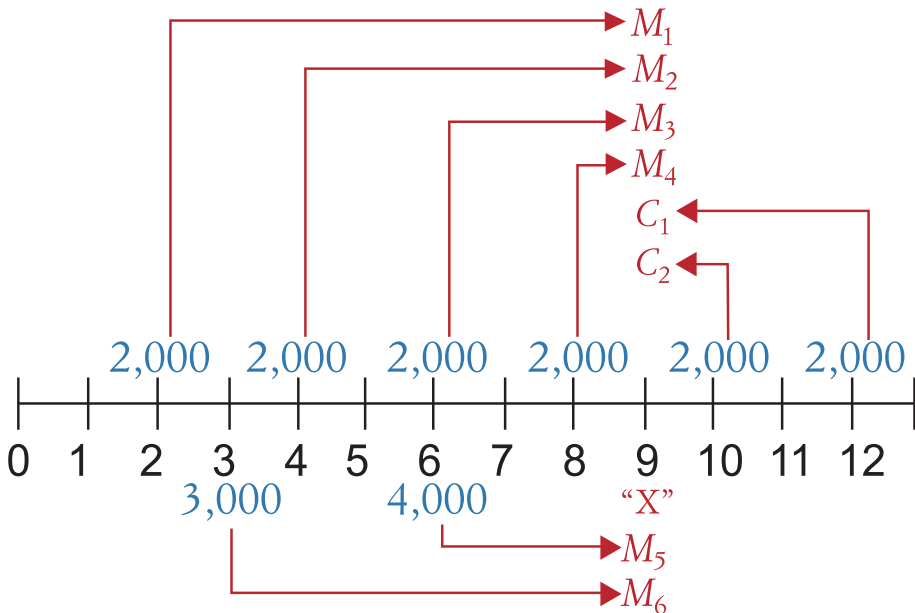 M₁
M₂
M₃
M₄
C₁
C₂
2,000 2,000 2,000 2,000 2,000 2,000
0 1 2 3 4 5 6 7 8 9 10 11 12
3,000 4,000 “X”
M₅
M₆